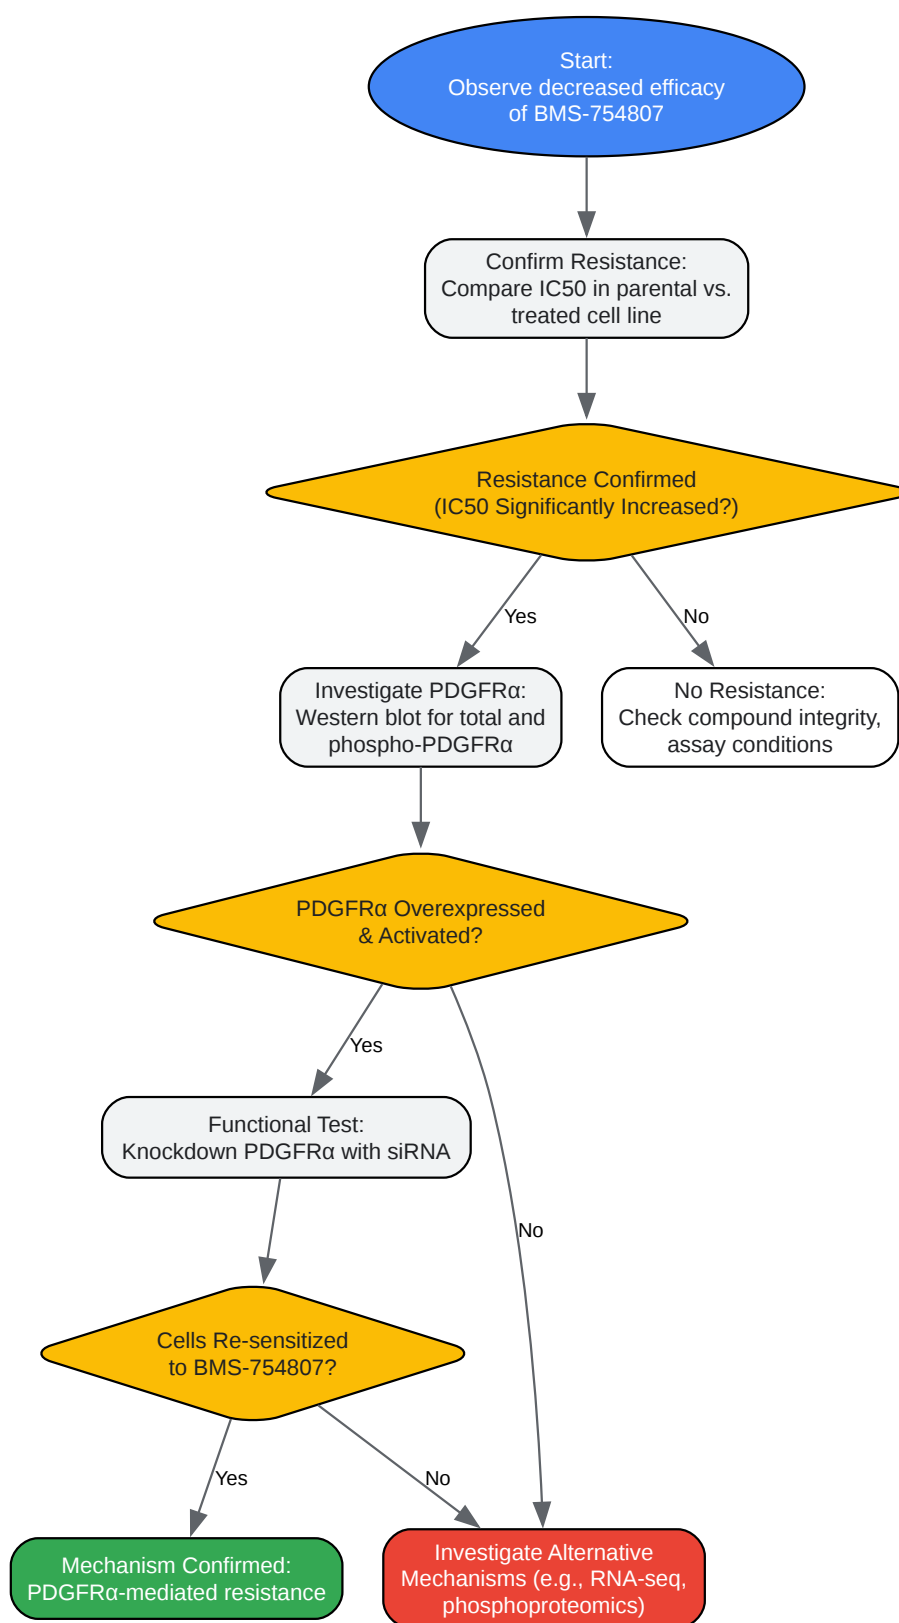 Start:
Observe decreased efficacy
of BMS-754807
Confirm Resistance:
Compare IC50 in parental vs.
treated cell line
Resistance Confirmed
(IC50 Significantly Increased?)
Yes
No
Investigate PDGFRα:
Western blot for total and
phospho-PDGFRα
No Resistance:
Check compound integrity,
assay conditions
PDGFRα Overexpressed
& Activated?
Yes
Functional Test:
Knockdown PDGFRα with siRNA
No
Cells Re-sensitized
to BMS-754807?
Yes
No
Mechanism Confirmed:
PDGFRα-mediated resistance
Investigate Alternative
Mechanisms (e.g., RNA-seq,
phosphoproteomics)